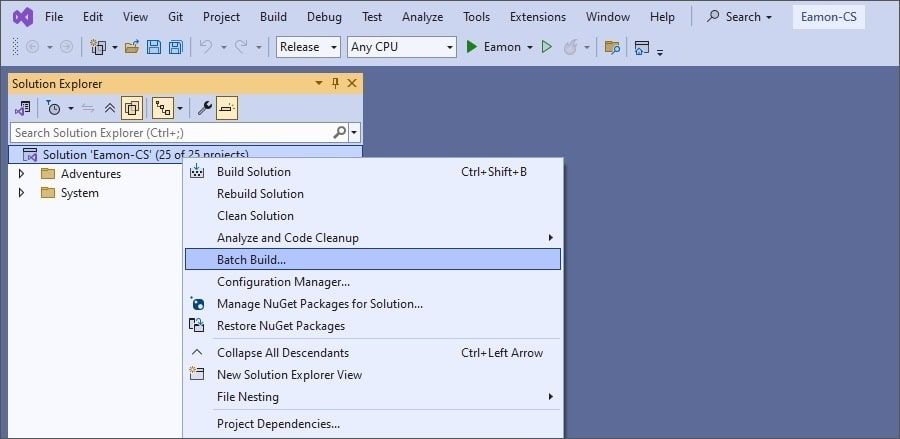 File Edit View Git Project Build Debug Test Analyze Tools Extensions Window Help Search Eamon-CS
Release Any CPU Eamon
Solution Explorer
Search Solution Explorer (Ctrl+;)
Solution 'Eamon-CS' (25 of 25 projects)
Adventures
System
Build Solution Ctrl+Shift+B
Rebuild Solution
Clean Solution
Analyze and Code Cleanup
Batch Build...
Configuration Manager...
Manage NuGet Packages for Solution...
Restore NuGet Packages
Collapse All Descendants Ctrl+Left Arrow
New Solution Explorer View
File Nesting
Project Dependencies...